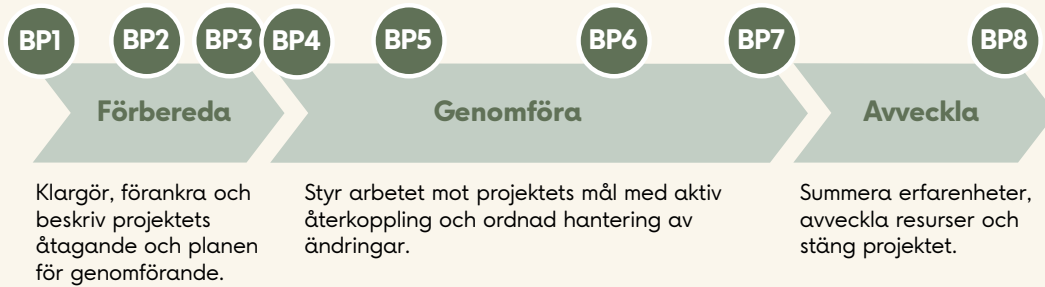 BP1 BP2 BP3 BP4 BP5 BP6 BP7 BP8
Förbereda
Genomföra
Avveckla
Klargör, förankra och
beskriv projektets
åtagande och planen
för genomförande.
Styr arbetet mot projektets mål med aktiv
återkoppling och ordnad hantering av
ändringar.
Summera erfarenheter,
avveckla resurser och
stäng projektet.